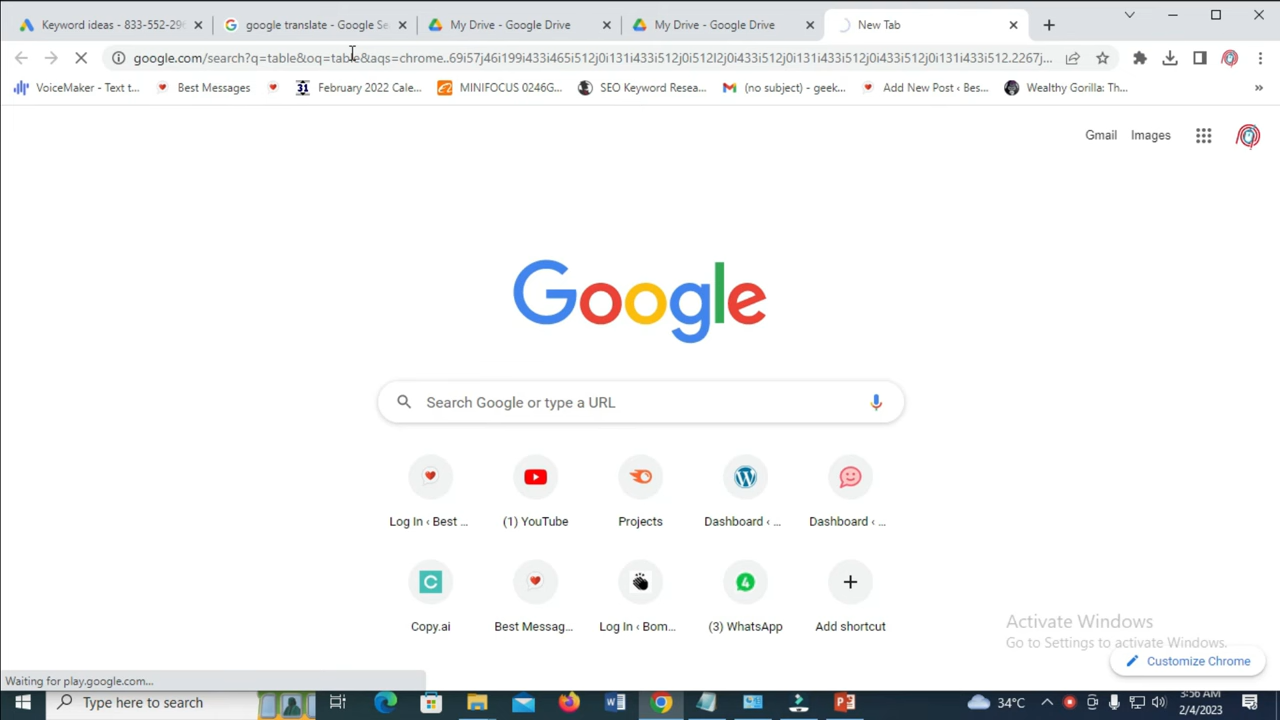 Keyword ideas - 833-552-296
google translate - Google Se
My Drive - Google Drive
My Drive - Google Drive
New Tab
google.com/search?q=table&oq=table&aqs=chrome..69i57j46i199i433i465i512j0i131i433i512j0i512l2j0i131i433i512j0i433i512j0i131i433i512.2267j...
VoiceMaker - Text t...
Best Messages
31
February 2022 Cale...
MINIFOCUS 0246G...
SEO Keyword Resea...
(no subject) - geek...
Add New Post ‹ Bes...
Wealthy Gorilla: Th...
»
Gmail
Images
Google
Search Google or type a URL
Log In ‹ Best ...
(1) YouTube
Projects
Dashboard ‹ ...
Dashboard ‹ ...
Copy.ai
Best Messag...
Log In ‹ Bom...
(3) WhatsApp
Add shortcut
Activate Windows
Go to Settings to activate Windows.
Customize Chrome
Waiting for play.google.com...
Type here to search
34°C
3:56 AM
2/4/2023